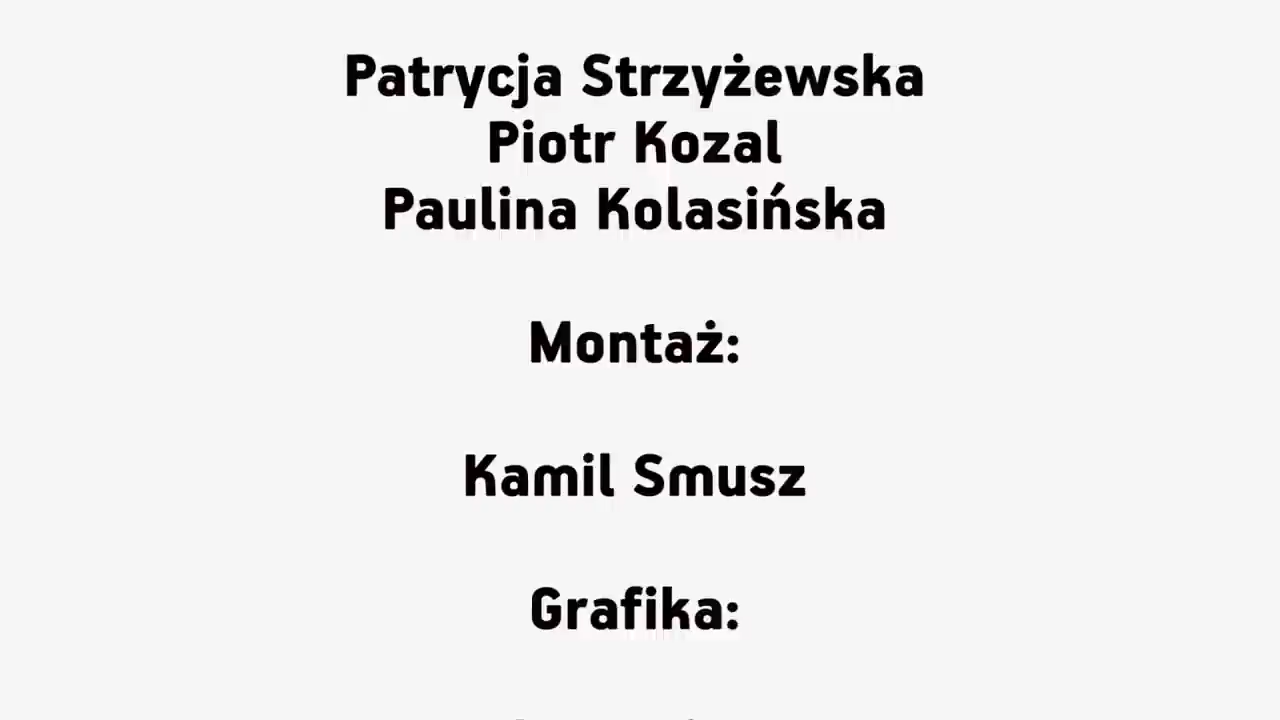 Patrycja Strzyżewska
Piotr Kozal
Paulina Kolasińska
Montaż:
Kamil Smusz
Grafika: